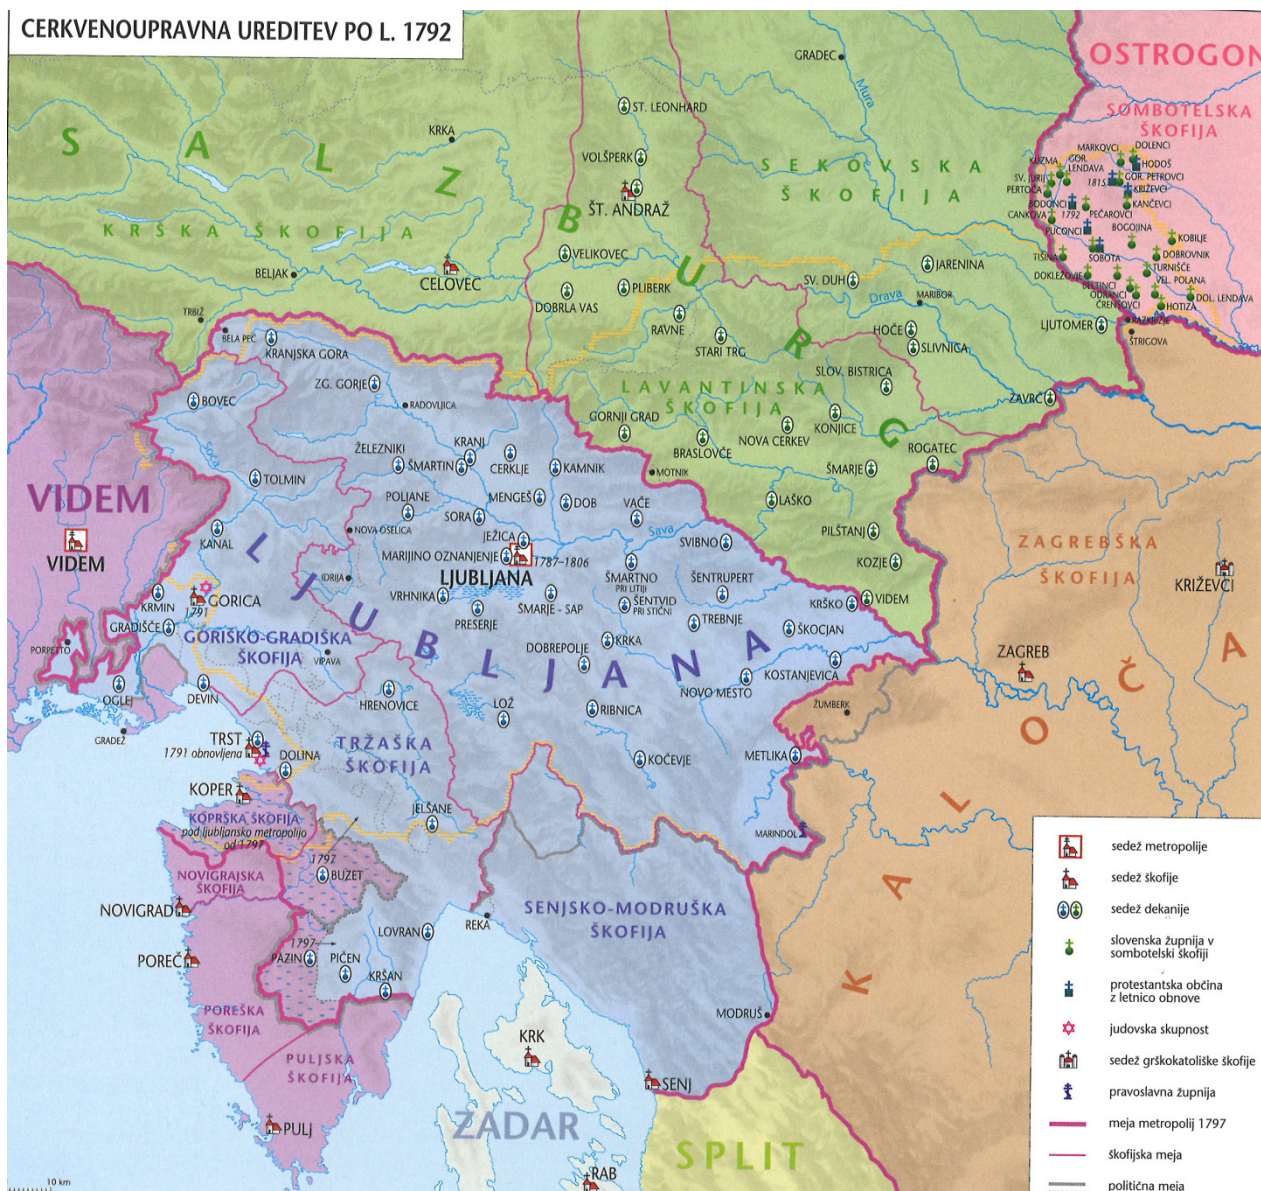 CERKVENOUPRAVNA UREDITEV PO L. 1792
GRADEC
OSTROGON
Mura
SOMBOTELSKA
ŠKOFIJA
ST. LEONHARD
KRKA
VOLŠPERK
SALZBURG
SEKOVSKA
ŠKOFIJA
MARKOVCI
DOLENCI
KUZMA
GOR.
LENDAVA
HODOŠ
SV. JURIJ
1815
GOR. PETROVCI
PERTOČA
KRIŽEVCI
BODONCI
1792
KANČEVCI
CANKOVA
PEČAROVCI
PUCONCI
BOGOJINA
KOBILJE
TIŠINA
SOBOTA
DOBROVNIK
DOKLEŽOVJE
TURNIŠČE
BELTINCI
VEL. POLANA
ODRANCI
ČRENŠOVCI
HOTIZA
DOL. LENDAVA
RAZKRIŽJE
ŠTRIGOVA
ŠT. ANDRAŽ
KRŠKA ŠKOFIJA
VELIKOVEC
BELJAK
CELOVEC
JARENINA
SV. DUH
PLIBERK
DOBRLA VAS
Drava
MARIBOR
TRBIŽ
RAVNE
BELA PEČ
STARI TRG
HOČE
LJUTOMER
KRANJSKA GORA
SLIVNICA
ZG. GORJE
SLOV. BISTRICA
LAVANTINSKA
ŠKOFIJA
BOVEC
RADOVLJICA
ZAVRČ
GORNJI GRAD
KONJICE
NOVA CERKEV
BRASLOVČE
ROGATEC
Soča
ŽELEZNIKI
KRANJ
ŠMARTIN
CERKLJE
KAMNIK
MOTNIK
ŠMARJE
TOLMIN
VIDEM
POLJANE
MENGEŠ
DOB
VAČE
LAŠKO
SORA
NOVA OSELICA
KANAL
Sava
PILŠTANJ
JEŽICA
SVIBNO
ZAGREBŠKA
ŠKOFIJA
VIDEM
MARIJINO OZNANJENJE
1787–1806
LJUBLJANA
KOZJE
ŠMARTNO
PRI LITIJI
ŠENTRUPERT
KRIŽEVCI
IDRIJA
KRMIN
GORICA
1791
VRHNIKA
ŠMARJE - SAP
ŠENTVID
PRI STIČNI
KRŠKO
VIDEM
PRESERJE
TREBNJE
GRADIŠČE
GORIŠKO-GRADIŠKA
ŠKOFIJA
ŠKOCJAN
KRKA
PORPETTO
VIPAVA
DOBREPOLJE
ZAGREB
LJUBLJANA
KOSTANJEVICA
OGLEJ
DEVIN
HRENOVICE
NOVO MESTO
LOŽ
RIBNICA
ŽUMBERK
GRADEŽ
TRST
1791 obnovljena
DOLINA
TRŽAŠKA
ŠKOFIJA
KOČEVJE
METLIKA
KOPER
KALOČA
KOPRŠKA ŠKOFIJA
pod ljubljansko metropolijo
od 1797
JELŠANE
MARINDOL
1797
NOVIGRAJSKA
ŠKOFIJA
BUZET
NOVIGRAD
SENJSKO-MODRUŠKA
ŠKOFIJA
REKA
LOVRAN
1797
POREČ
PAZIN
PIČEN
KRŠAN
POREŠKA
ŠKOFIJA
MODRUŠ
KRK
PULJSKA
ŠKOFIJA
SENJ
PULJ
ZADAR
SPLIT
RAB
10 km
sedež metropolije
sedež škofije
sedež dekanije
slovenska župnija v
sombotelski škofiji
protestantska občina
z letnico obnove
judovska skupnost
sedež grškokatoliške škofije
pravoslavna župnija
meja metropolij 1797
škofijska meja
politična meja